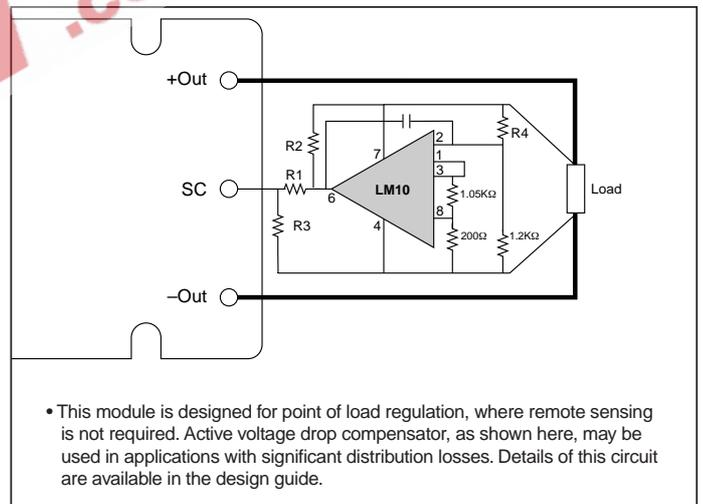 .c
+Out
2
R4
R2
7
1
R1
3
SC
LM10
Load
6
1.05KΩ
8
R3
4
200Ω
1.2KΩ
–Out
• This module is designed for point of load regulation, where remote sensing
is not required. Active voltage drop compensator, as shown here, may be
used in applications with significant distribution losses. Details of this circuit
are available in the design guide.